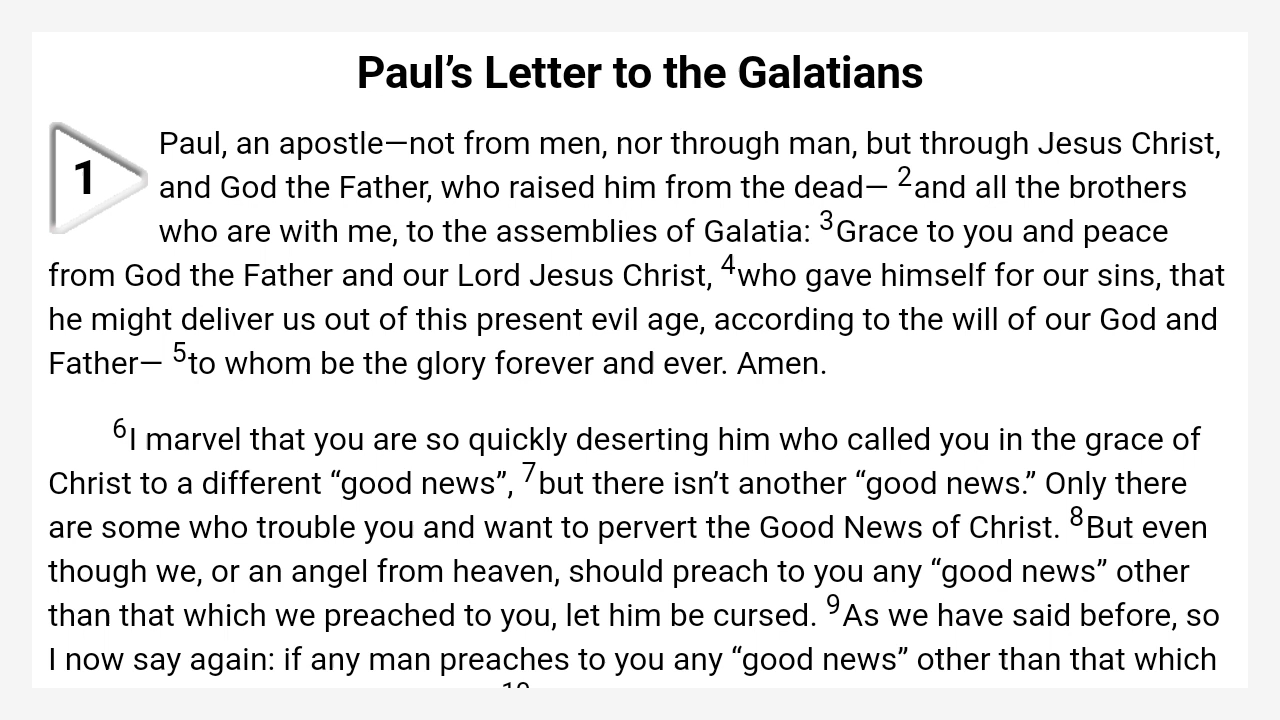 Paul’s Letter to the Galatians
1
Paul, an apostle—not from men, nor through man, but through Jesus Christ,
and God the Father, who raised him from the dead— 2and all the brothers
who are with me, to the assemblies of Galatia: 3Grace to you and peace
from God the Father and our Lord Jesus Christ, 4who gave himself for our sins, that
he might deliver us out of this present evil age, according to the will of our God and
Father— 5to whom be the glory forever and ever. Amen.
6I marvel that you are so quickly deserting him who called you in the grace of
Christ to a different “good news”, 7but there isn’t another “good news.” Only there
are some who trouble you and want to pervert the Good News of Christ. 8But even
though we, or an angel from heaven, should preach to you any “good news” other
than that which we preached to you, let him be cursed. 9As we have said before, so
I now say again: if any man preaches to you any “good news” other than that which